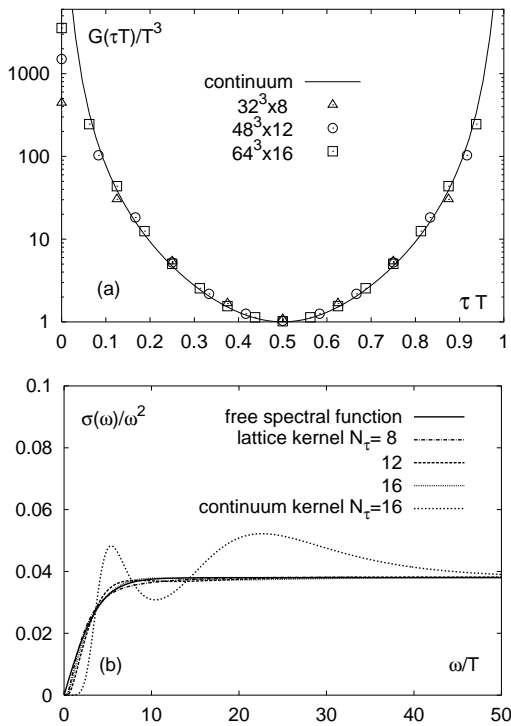 G(τT)/T³
1000
100
10
1
continuum
32³x8
48³x12
64³x16
(a)
τ T
0 0.1 0.2 0.3 0.4 0.5 0.6 0.7 0.8 0.9 1
0.1
0.08
0.06
0.04
0.02
0
σ(ω)/ω²
free spectral function
lattice kernel Nτ= 8
12
16
continuum kernel Nτ=16
(b)
ω/T
0 10 20 30 40 50